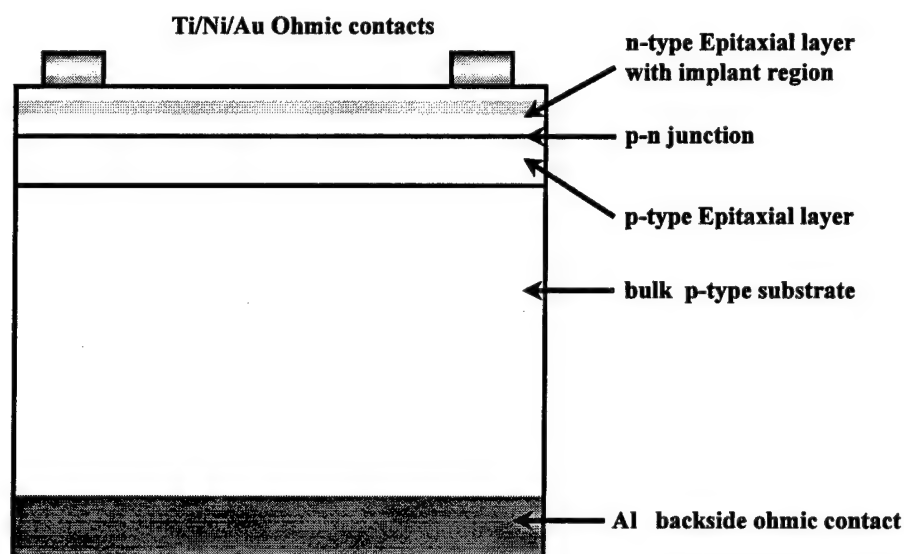 Ti/Ni/Au Ohmic contacts
n-type Epitaxial layer
with implant region
p-n junction
p-type Epitaxial layer
bulk p-type substrate
Al backside ohmic contact